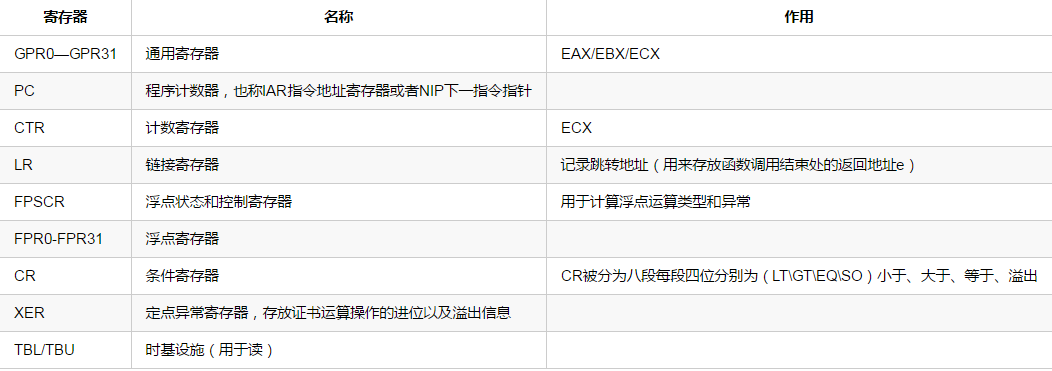 寄存器 名称 作用
GPR0—GPR31 通用寄存器 EAX/EBX/ECX
PC 程序计数器，也称IAR指令地址寄存器或者NIP下一指令指针
CTR 计数寄存器 ECX
LR 链接寄存器 记录跳转地址（用来存放函数调用结束处的返回地址e）
FPSCR 浮点状态和控制寄存器 用于计算浮点运算类型和异常
FPR0-FPR31 浮点寄存器
CR 条件寄存器 CR被分为八段每段四位分别为（LT\GT\EQ\SO）小于、大于、等于、溢出
XER 定点异常寄存器，存放证书运算操作的进位以及溢出信息
TBL/TBU 时基设施（用于读）